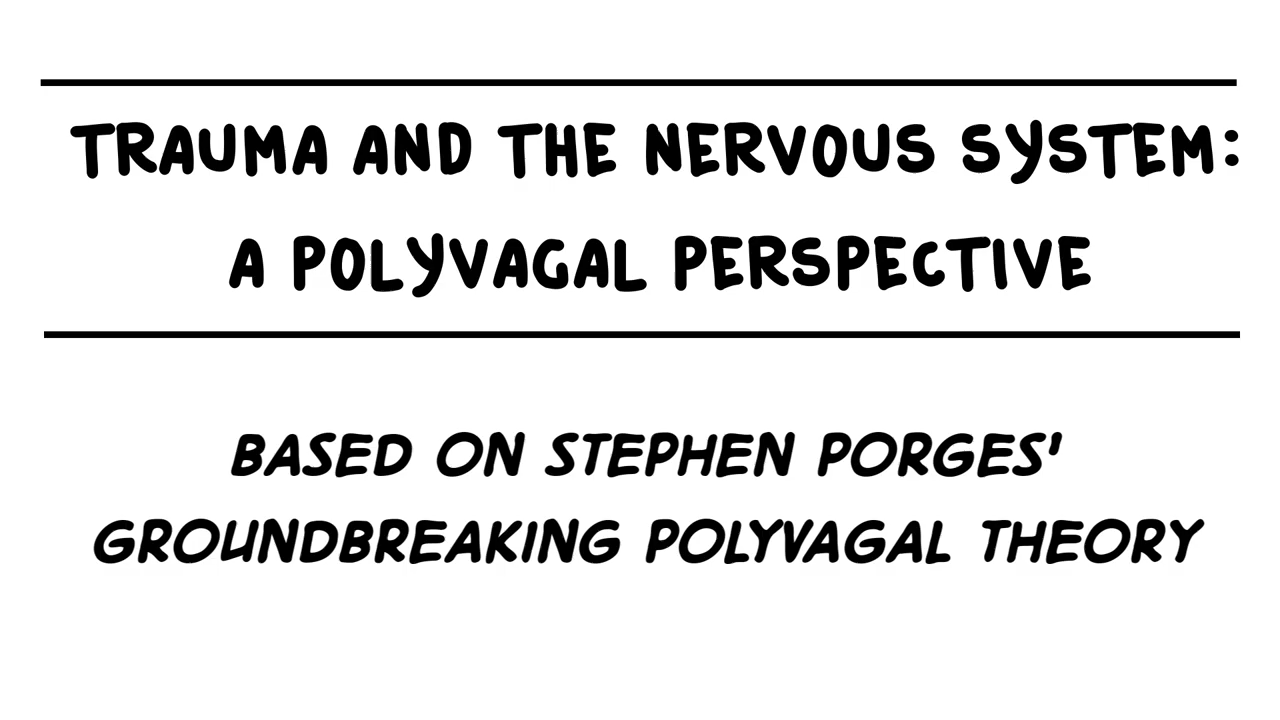 TRAUMA AND THE NERVOUS SYSTEM:
A POLYVAGAL PERSPECTIVE
BASED ON STEPHEN PORGES'
GROUNDBREAKING POLYVAGAL THEORY